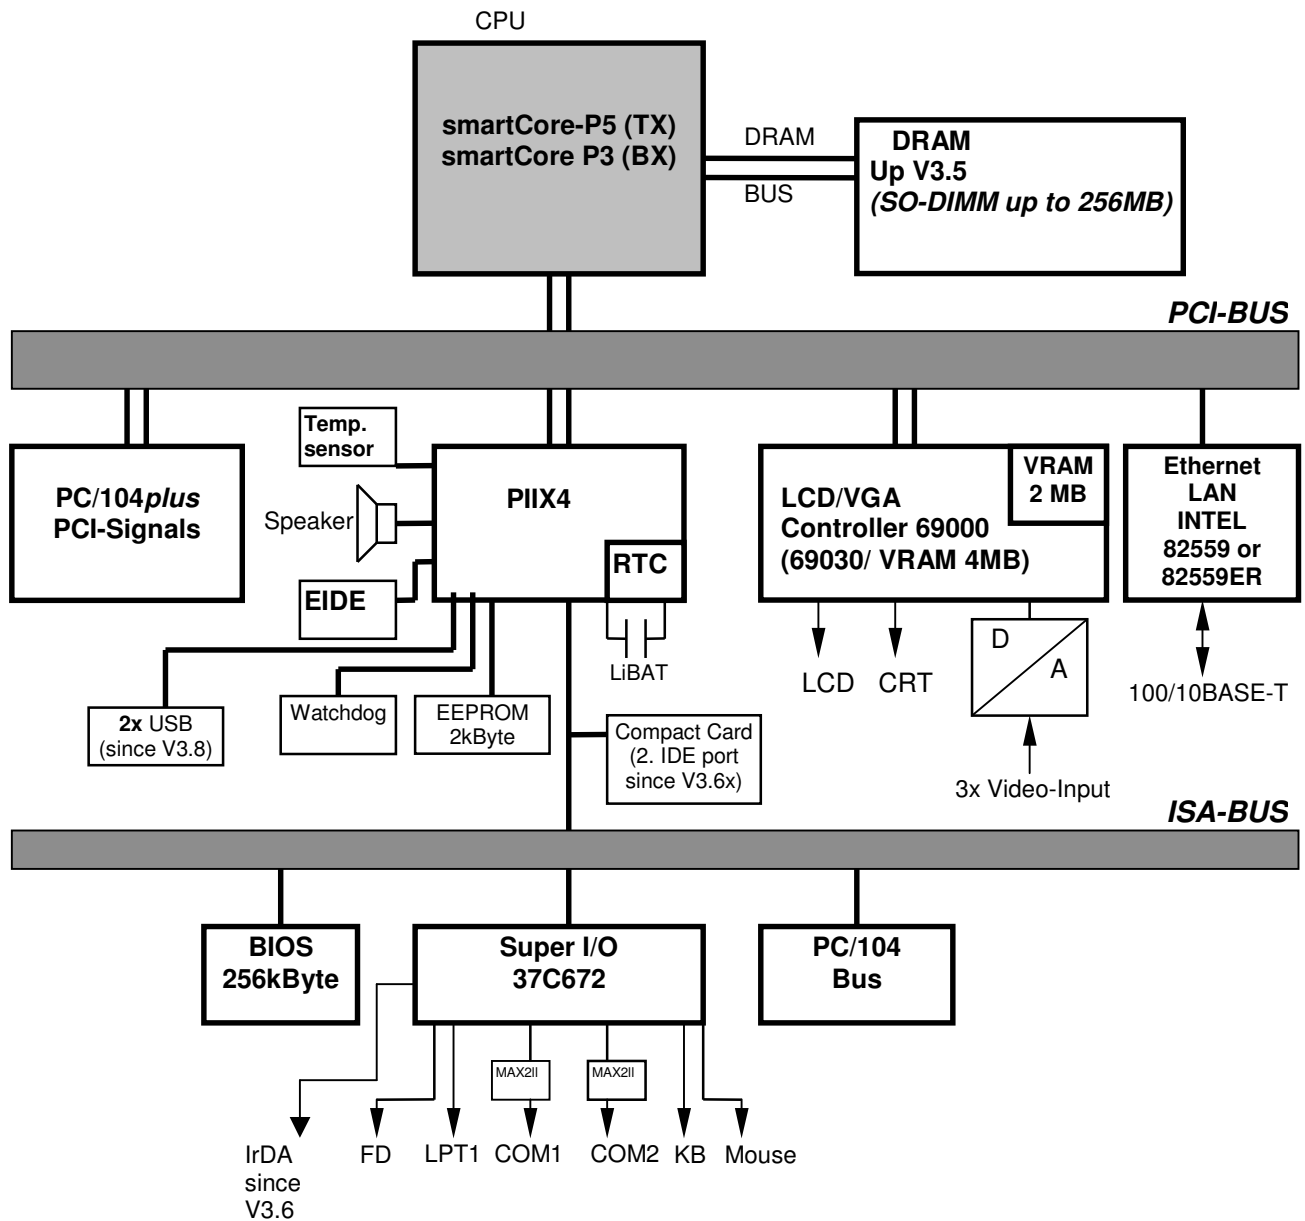 CPU
smartCore-P5 (TX)
smartCore P3 (BX)
DRAM
BUS
DRAM
Up V3.5
(SO-DIMM up to 256MB)
PCI-BUS
PC/104plus
PCI-Signals
Temp.
sensor
Speaker
EIDE
PIIX4
RTC
LiBAT
LCD/VGA
Controller 69000
(69030/ VRAM 4MB)
VRAM
2 MB
Ethernet
LAN
INTEL
82559 or
82559ER
LCD
CRT
D
A
100/10BASE-T
2x USB
(since V3.8)
Watchdog
EEPROM
2kByte
Compact Card
(2. IDE port
since V3.6x)
3x Video-Input
ISA-BUS
BIOS
256kByte
Super I/O
37C672
PC/104
Bus
MAX2II
MAX2II
IrDA
since
V3.6
FD
LPT1
COM1
COM2
KB
Mouse